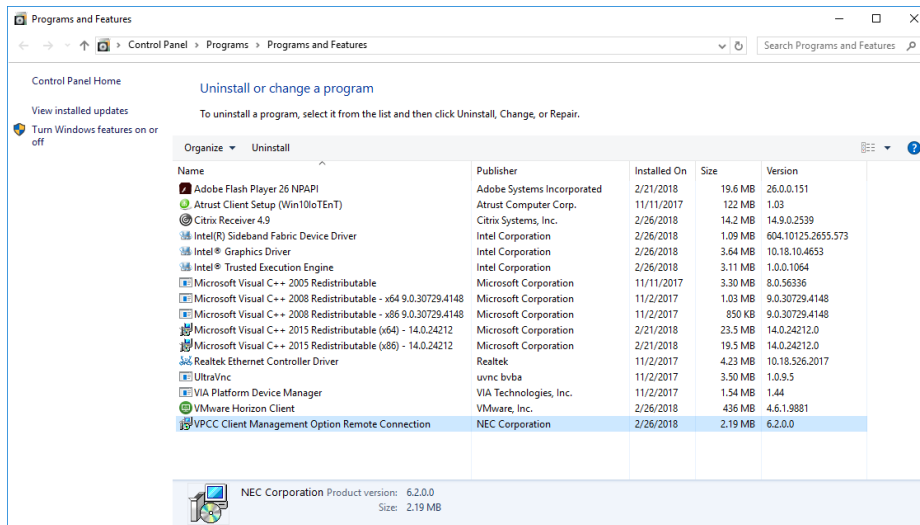 Programs and Features
Control Panel > Programs > Programs and Features
Search Programs and Features
Control Panel Home
View installed updates
Turn Windows features on or
off
Uninstall or change a program
To uninstall a program, select it from the list and then click Uninstall, Change, or Repair.
Organize Uninstall
Name Publisher Installed On Size Version
Adobe Flash Player 26 NPAPI Adobe Systems Incorporated 2/21/2018 19.6 MB 26.0.0.151
Atrust Client Setup (Win10IoTEnT) Atrust Computer Corp. 11/11/2017 122 MB 1.03
Citrix Receiver 4.9 Citrix Systems, Inc. 2/26/2018 14.2 MB 14.9.0.2539
Intel(R) Sideband Fabric Device Driver Intel Corporation 2/26/2018 1.09 MB 604.10125.2655.573
Intel® Graphics Driver Intel Corporation 2/26/2018 3.64 MB 10.18.10.4653
Intel® Trusted Execution Engine Intel Corporation 2/26/2018 3.11 MB 1.0.0.1064
Microsoft Visual C++ 2005 Redistributable Microsoft Corporation 11/11/2017 3.30 MB 8.0.56336
Microsoft Visual C++ 2008 Redistributable - x64 9.0.30729.4148 Microsoft Corporation 11/2/2017 1.03 MB 9.0.30729.4148
Microsoft Visual C++ 2008 Redistributable - x86 9.0.30729.4148 Microsoft Corporation 11/2/2017 850 KB 9.0.30729.4148
Microsoft Visual C++ 2015 Redistributable (x64) - 14.0.24212 Microsoft Corporation 2/21/2018 23.5 MB 14.0.24212.0
Microsoft Visual C++ 2015 Redistributable (x86) - 14.0.24212 Microsoft Corporation 2/21/2018 19.5 MB 14.0.24212.0
Realtek Ethernet Controller Driver Realtek 11/2/2017 4.23 MB 10.18.526.2017
UltraVnc uvnc bvba 11/2/2017 3.50 MB 1.0.9.5
VIA Platform Device Manager VIA Technologies, Inc. 11/2/2017 1.54 MB 1.44
VMware Horizon Client VMware, Inc. 2/26/2018 436 MB 4.6.1.9881
VPCC Client Management Option Remote Connection NEC Corporation 2/26/2018 2.19 MB 6.2.0.0
NEC Corporation Product version: 6.2.0.0
Size: 2.19 MB